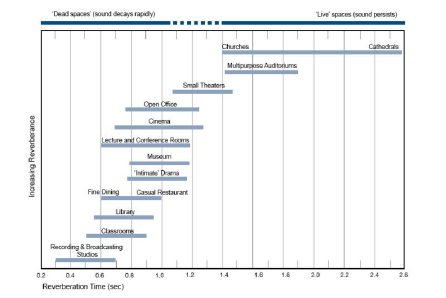 'Dead spaces' (sound decays rapidly) 'Live' spaces (sound persists)
Churches Cathedrals
Multipurpose Auditoriums
Small Theaters
Open Office
Cinema
Lecture and Conference Rooms
Museum
'Intimate' Drama
Fine Dining Casual Restaurant
Library
Classrooms
Recording & Broadcasting
Studios
Increasing Reverberance
0.2 0.4 0.6 0.8 1.0 1.2 1.4 1.6 1.8 2.0 2.2 2.4 2.6
Reverberation Time (sec)